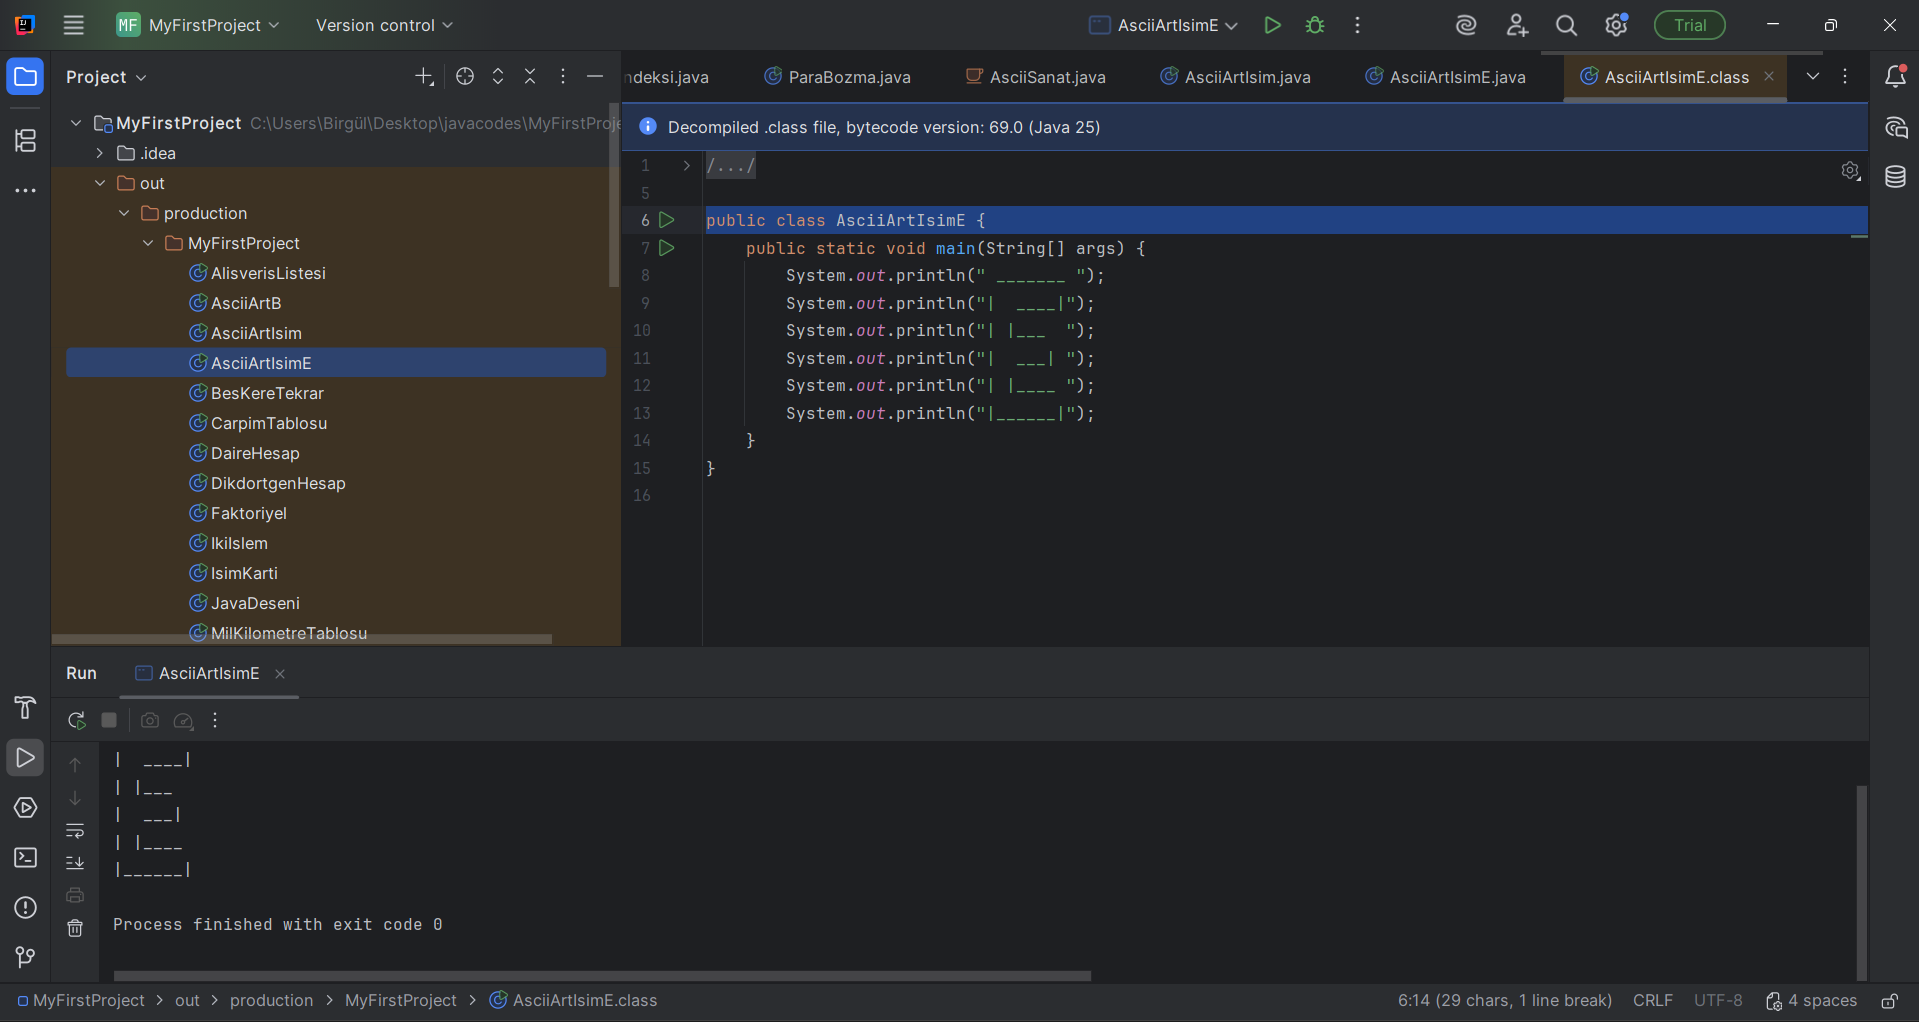 MF MyFirstProject Version control AsciiArtIsimE Trial
Project
ndeksi.java ParaBozma.java AsciiSanat.java AsciiArtIsim.java AsciiArtIsimE.java AsciiArtIsimE.class
MyFirstProject C:\Users\Birgül\Desktop\javacodes\MyFirstProje
.idea
out
production
MyFirstProject
AlisverisListesi
AsciiArtB
AsciiArtIsim
AsciiArtIsimE
BesKereTekrar
CarpimTablosu
DaireHesap
DikdortgenHesap
Faktoriyel
IkiIslem
IsimKarti
JavaDeseni
MilKilometreTablosu
Decompiled .class file, bytecode version: 69.0 (Java 25)
1 /.../
5
6 public class AsciiArtIsimE {
7     public static void main(String[] args) {
8         System.out.println(" _______ ");
9         System.out.println("|  ____|");
10         System.out.println("| |___  ");
11         System.out.println("|  ___| ");
12         System.out.println("| |____ ");
13         System.out.println("|______|");
14     }
15 }
16
Run AsciiArtIsimE
|  ____|
| |___
|  ___|
| |____
|______|
Process finished with exit code 0
MyFirstProject > out > production > MyFirstProject > AsciiArtIsimE.class 6:14 (29 chars, 1 line break) CRLF UTF-8 4 spaces